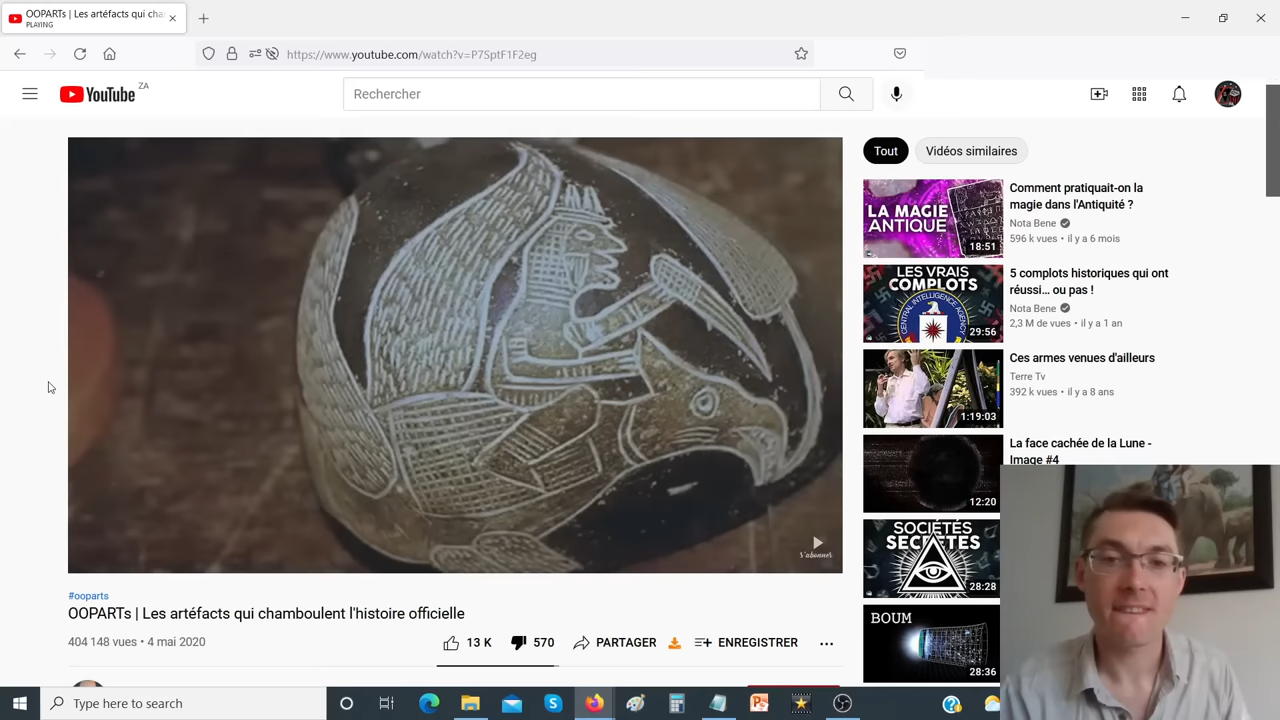 OOPARTs | Les artéfacts qui cha
PLAYING
https://www.youtube.com/watch?v=P7SptF1F2eg
YouTube ZA
Rechercher
S'abonner
#ooparts
OOPARTs | Les artéfacts qui chamboulent l'histoire officielle
404 148 vues • 4 mai 2020
13 K
570
PARTAGER
ENREGISTRER
Tout
Vidéos similaires
LA MAGIE
ANTIQUE
18:51
Comment pratiquait-on la
magie dans l'Antiquité ?
Nota Bene
596 k vues • il y a 6 mois
LES VRAIS
COMPLOTS
CENTRAL INTELLIGENCE AGENCY
29:56
5 complots historiques qui ont
réussi... ou pas !
Nota Bene
2,3 M de vues • il y a 1 an
1:19:03
Ces armes venues d'ailleurs
Terre Tv
392 k vues • il y a 8 ans
12:20
La face cachée de la Lune -
Image #4
SOCIÉTÉS
SECRÈTES
28:28
BOUM
28:36
Type here to search